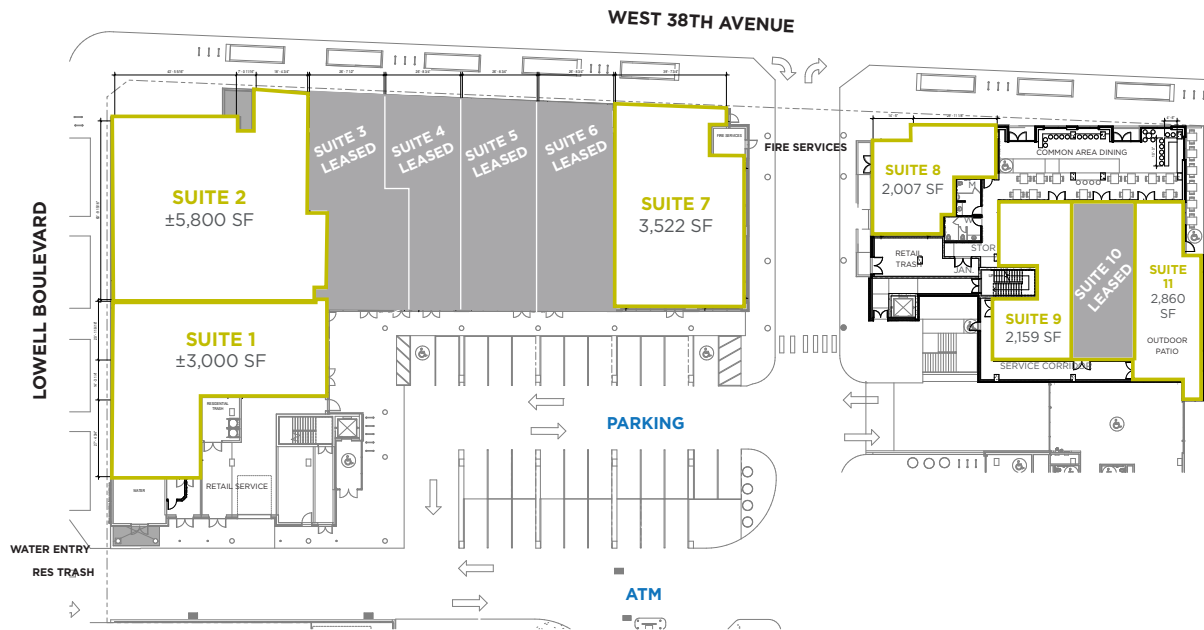 WEST 38TH AVENUE
LOWELL BOULEVARD
SUITE 2
±5,800 SF
SUITE 3
LEASED
SUITE 4
LEASED
SUITE 5
LEASED
SUITE 6
LEASED
SUITE 7
3,522 SF
FIRE SERVICES
FIRE SERVICES
SUITE 8
2,007 SF
COMMON AREA DINING
M
W
STOR
RETAIL
TRASH
JAN.
UP
SUITE 9
2,159 SF
SUITE 10
LEASED
SUITE
11
2,860
SF
OUTDOOR
PATIO
SERVICE CORRIDOR
SUITE 1
±3,000 SF
RESIDENTIAL
TRASH
RETAIL SERVICE
WATER
PARKING
WATER ENTRY
RES TRASH
ATM